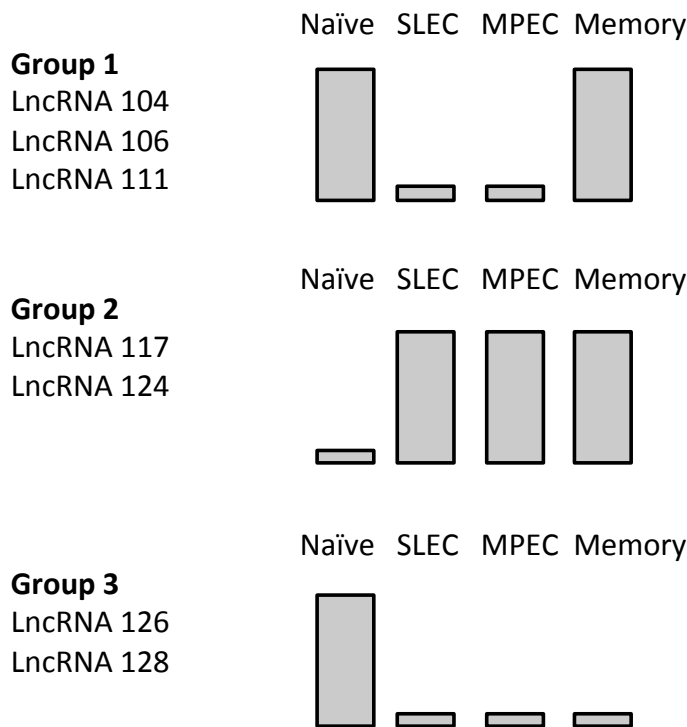 Naïve SLEC MPEC Memory
Group 1
LncRNA 104
LncRNA 106
LncRNA 111
Naïve SLEC MPEC Memory
Group 2
LncRNA 117
LncRNA 124
Naïve SLEC MPEC Memory
Group 3
LncRNA 126
LncRNA 128